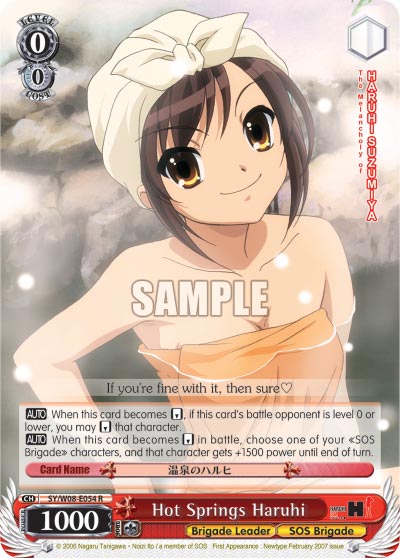 LEVEL
0
0
COST
The Melancholy of
HARUHI SUZUMIYA
SAMPLE
If you're fine with it, then sure♡
AUTO When this card becomes [▼], if this card's battle opponent is level 0 or
lower, you may [▼] that character.
AUTO When this card becomes [▼] in battle, choose one of your «SOS
Brigade» characters, and that character gets +1500 power until end of turn.
Card Name 温泉のハルヒ
CH SY/W08-E054 R
POWER 1000
SOUL
Hot Springs Haruhi
Brigade Leader
SOS Brigade
© 2006 Nagaru Tanigawa • Noizi Ito / a member of SOS First Appearance : Newtype February 2007 issue